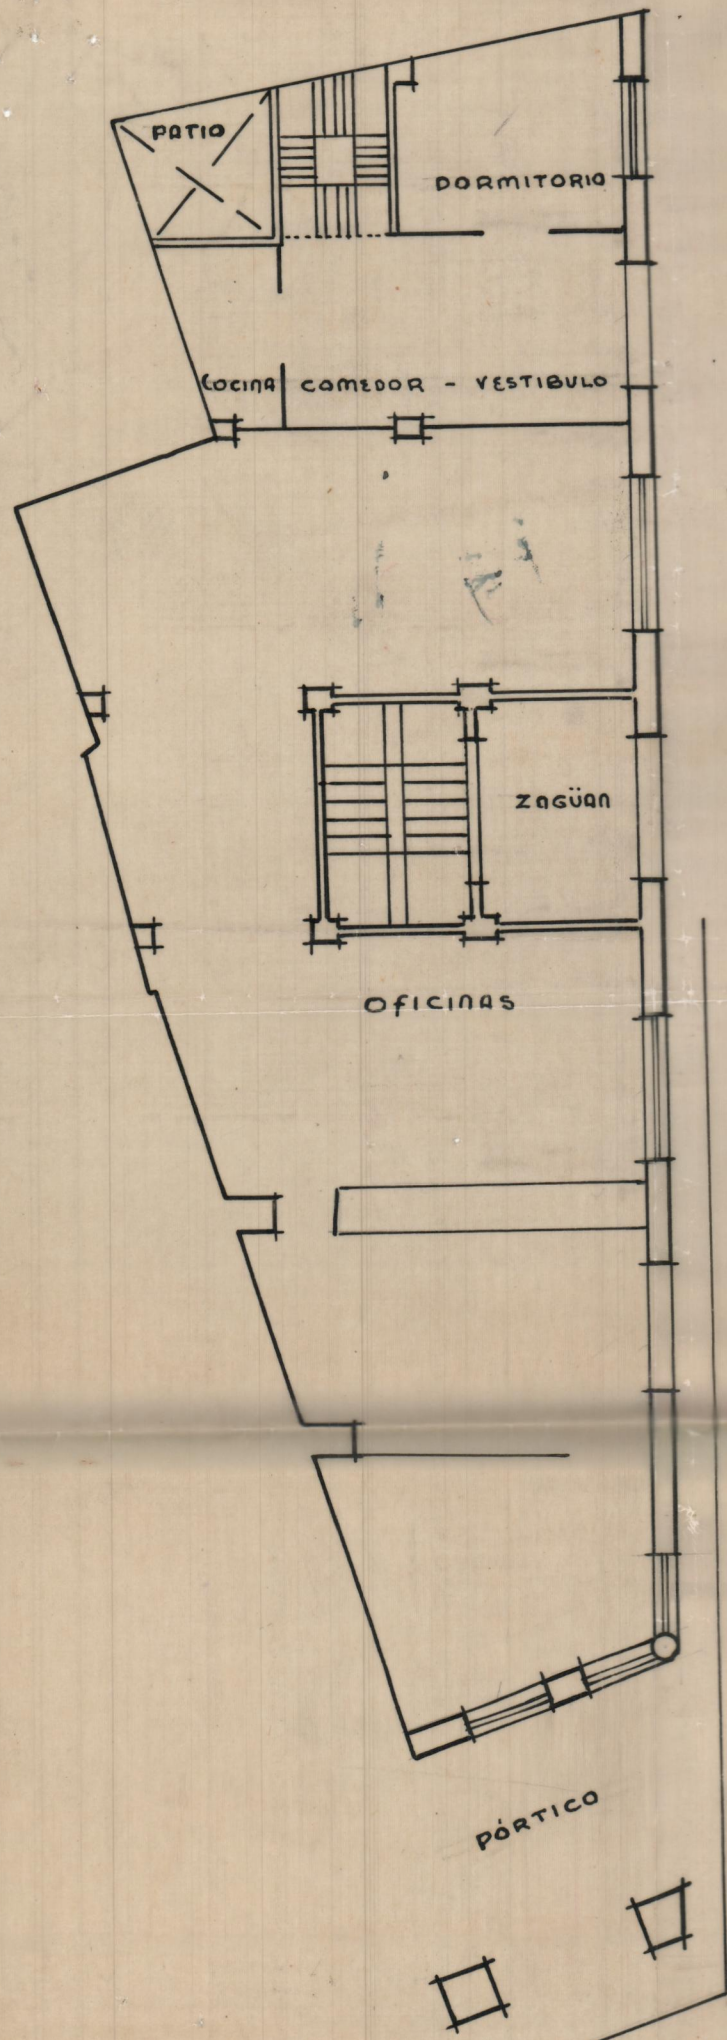 PATIO
DORMITORIO
COCINA COMEDOR - VESTIBULO
ZAGÜAN
OFICINAS
PÓRTICO